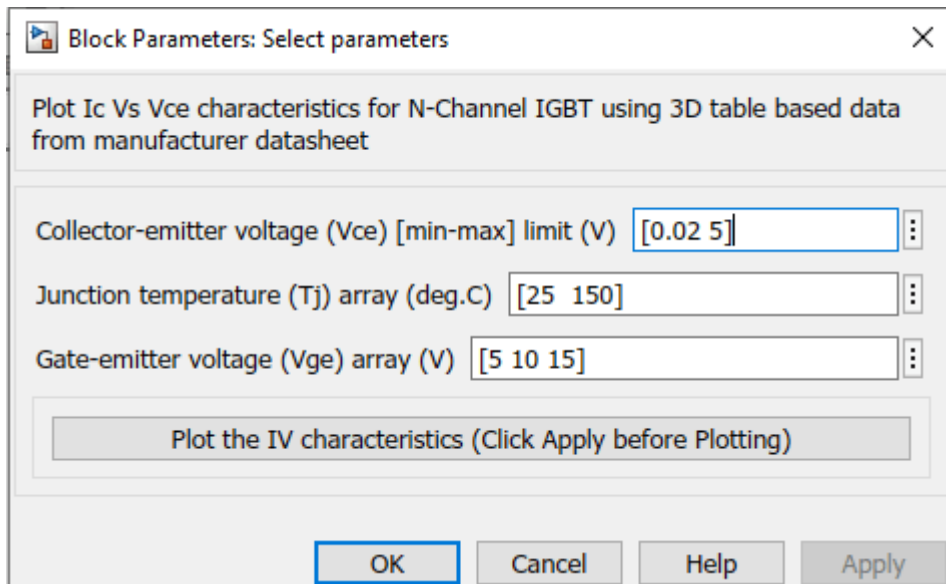 Block Parameters: Select parameters
Plot Ic Vs Vce characteristics for N-Channel IGBT using 3D table based data
from manufacturer datasheet
Collector-emitter voltage (Vce) [min-max] limit (V) [0.02 5]
Junction temperature (Tj) array (deg.C) [25  150]
Gate-emitter voltage (Vge) array (V) [5 10 15]
Plot the IV characteristics (Click Apply before Plotting)
OK Cancel Help Apply